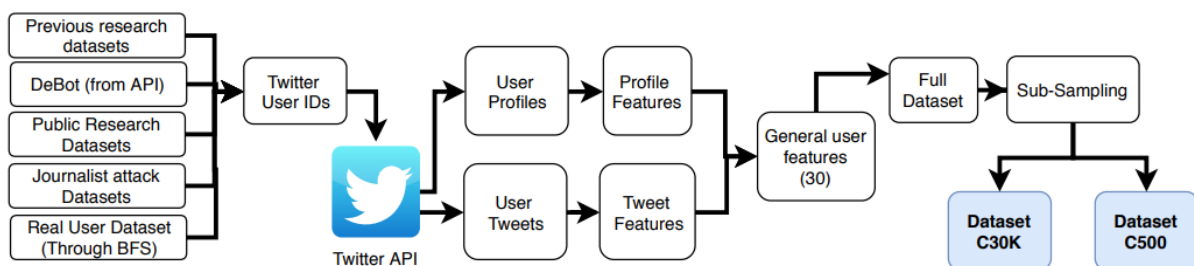 Previous research
datasets
DeBot (from API)
Public Research
Datasets
Journalist attack
Datasets
Real User Dataset
(Through BFS)
Twitter
User IDs
Twitter API
User
Profiles
Profile
Features
User
Tweets
Tweet
Features
General user
features
(30)
Full
Dataset
Sub-Sampling
Dataset
C30K
Dataset
C500